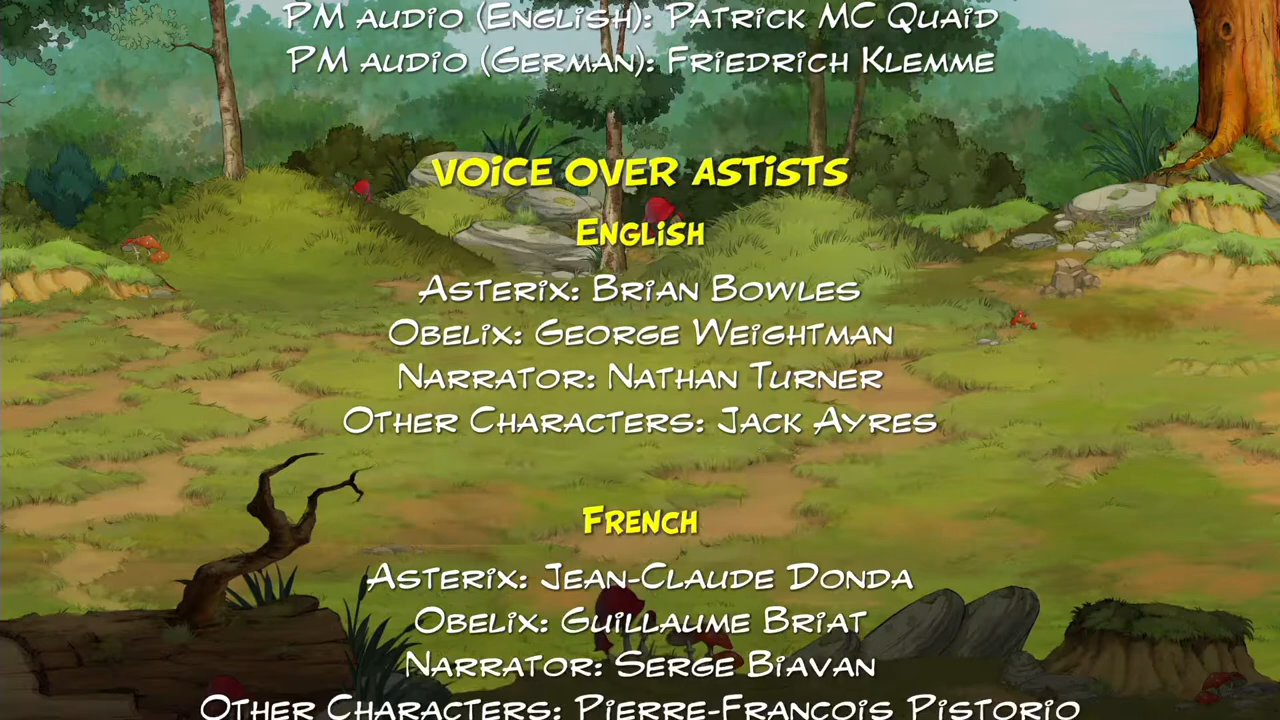 PM audio (English): Patrick MC Quaid
PM audio (German): Friedrich Klemme
VOiCE OVER ASTiSTS
English
Asterix: Brian Bowles
Obelix: George Weightman
Narrator: Nathan Turner
Other Characters: Jack Ayres
French
Asterix: Jean-Claude Donda
Obelix: Guillaume Briat
Narrator: Serge Biavan
Other Characters: Pierre-François Pistorio